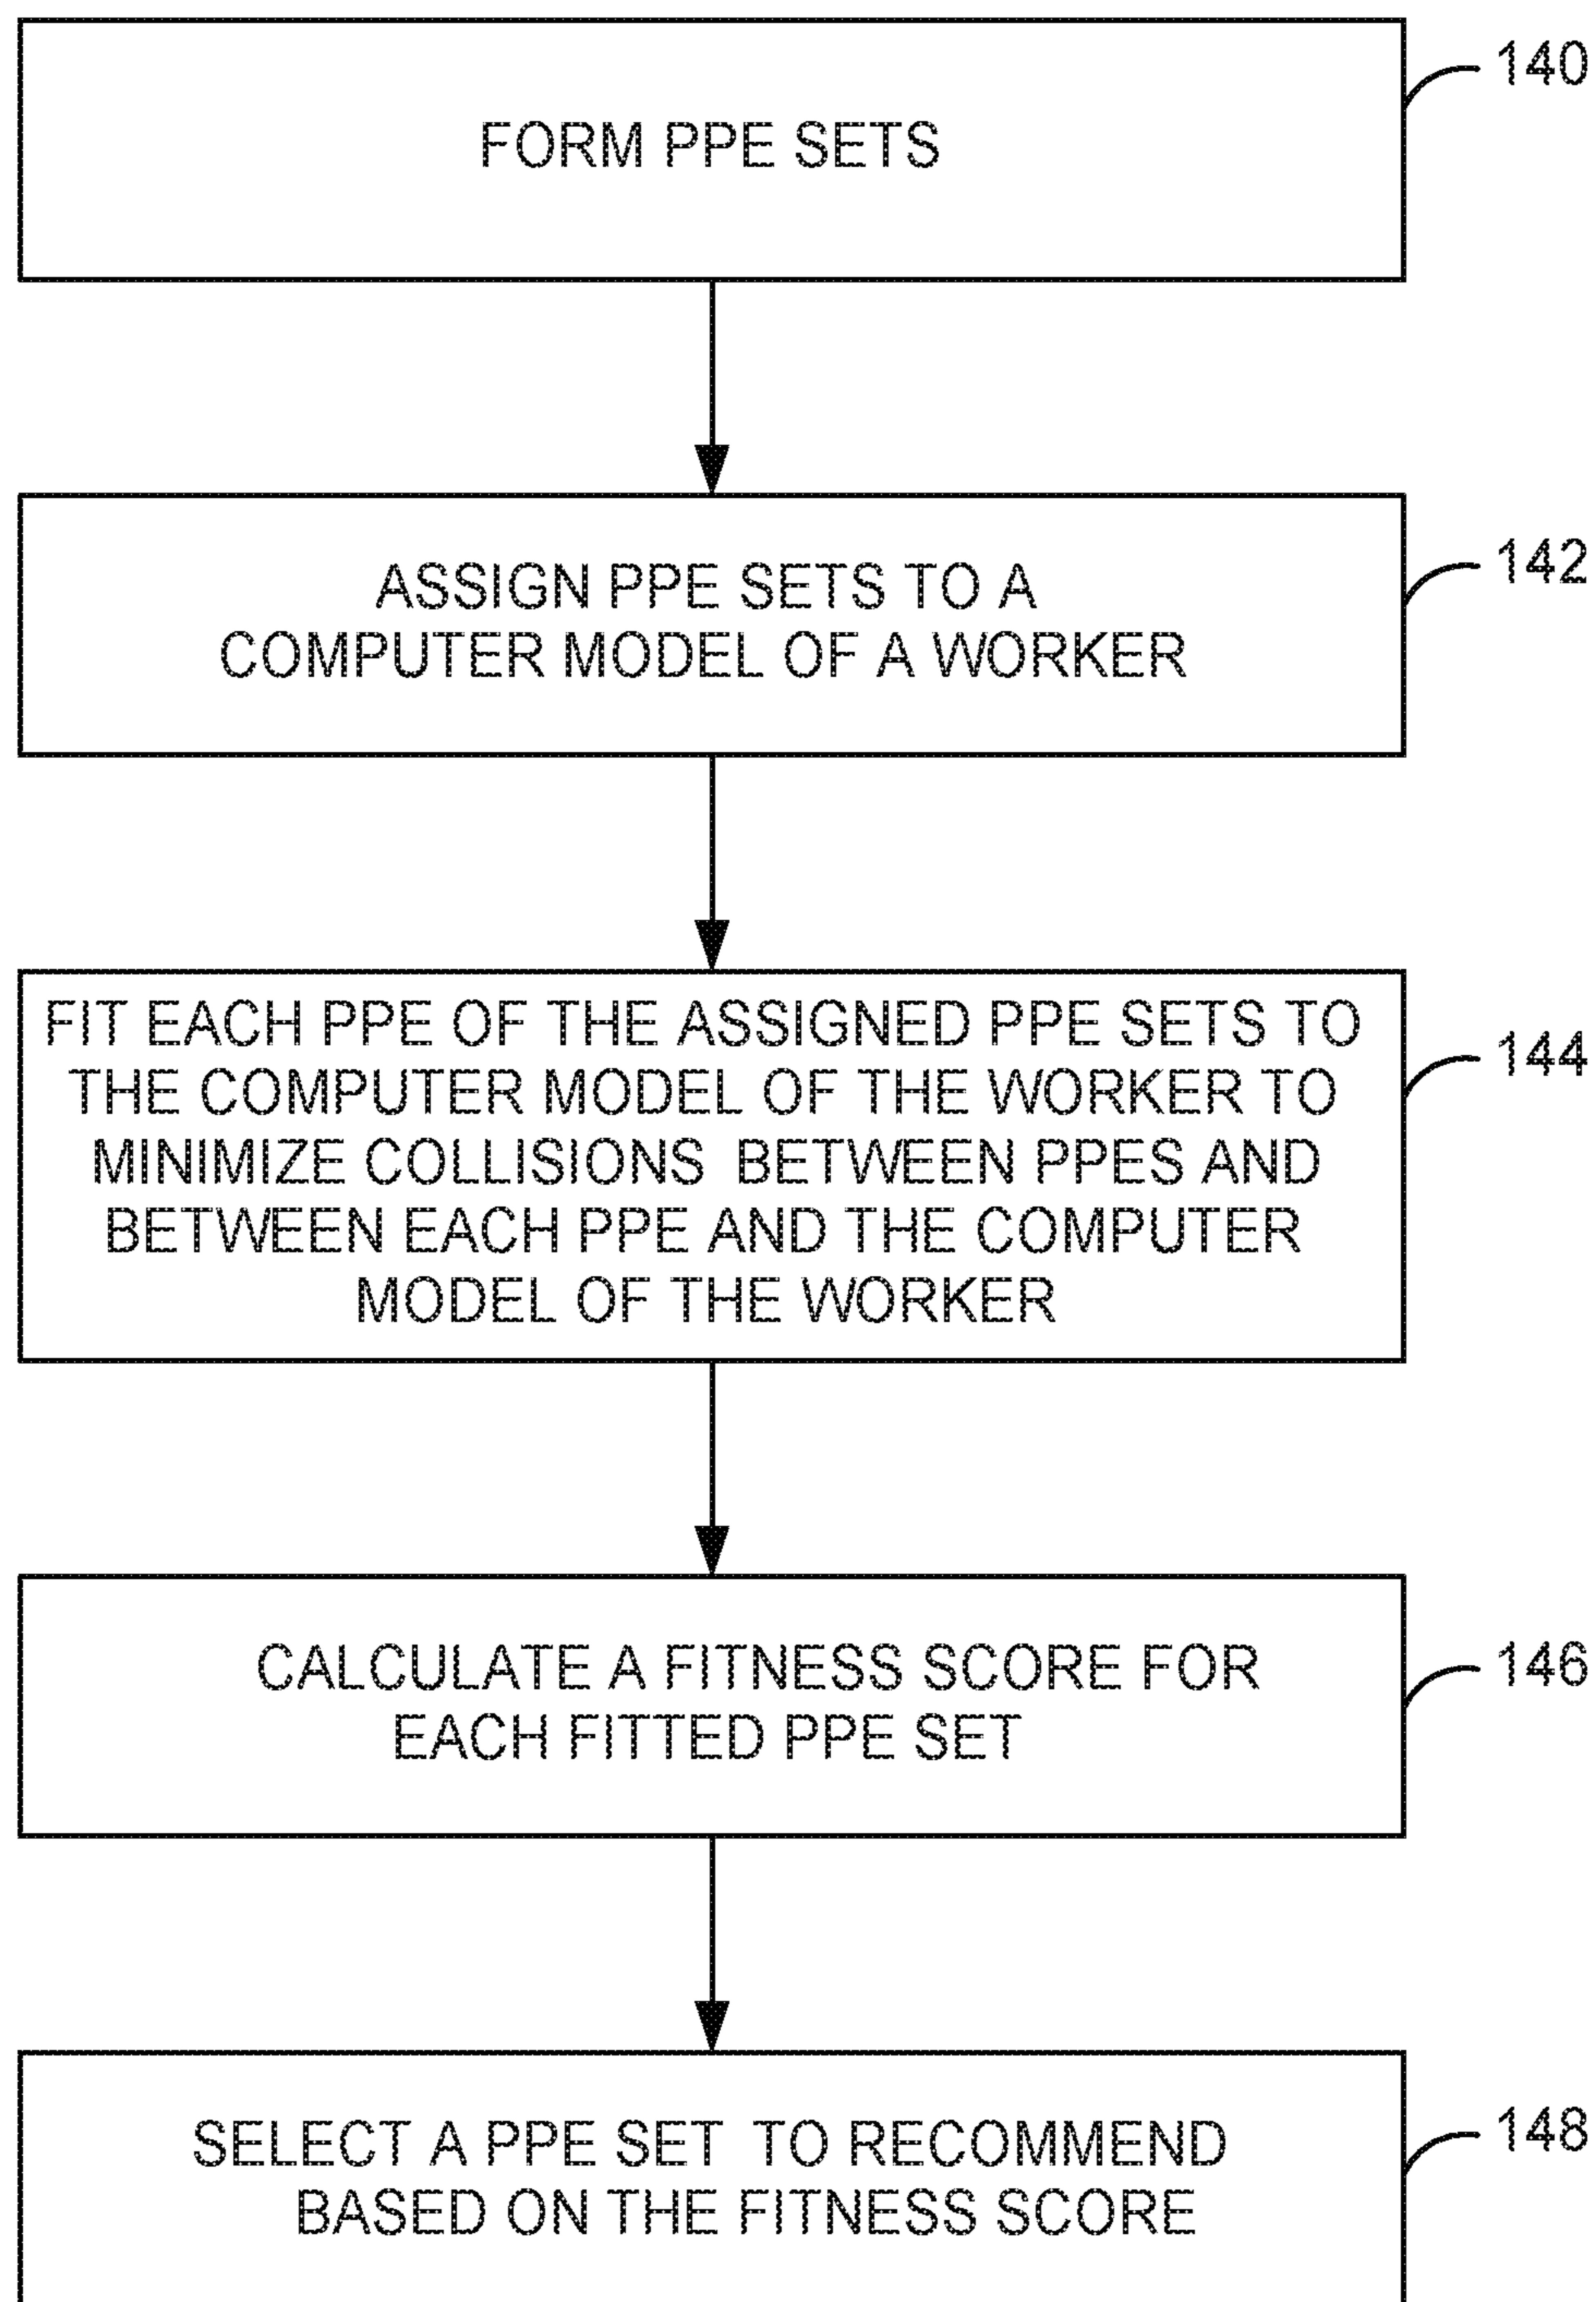 FORM PPE SETS
140
ASSIGN PPE SETS TO A
COMPUTER MODEL OF A WORKER
142
FIT EACH PPE OF THE ASSIGNED PPE SETS TO
THE COMPUTER MODEL OF THE WORKER TO
MINIMIZE COLLISIONS BETWEEN PPES AND
BETWEEN EACH PPE AND THE COMPUTER
MODEL OF THE WORKER
144
CALCULATE A FITNESS SCORE FOR
EACH FITTED PPE SET
146
SELECT A PPE SET TO RECOMMEND
BASED ON THE FITNESS SCORE
148